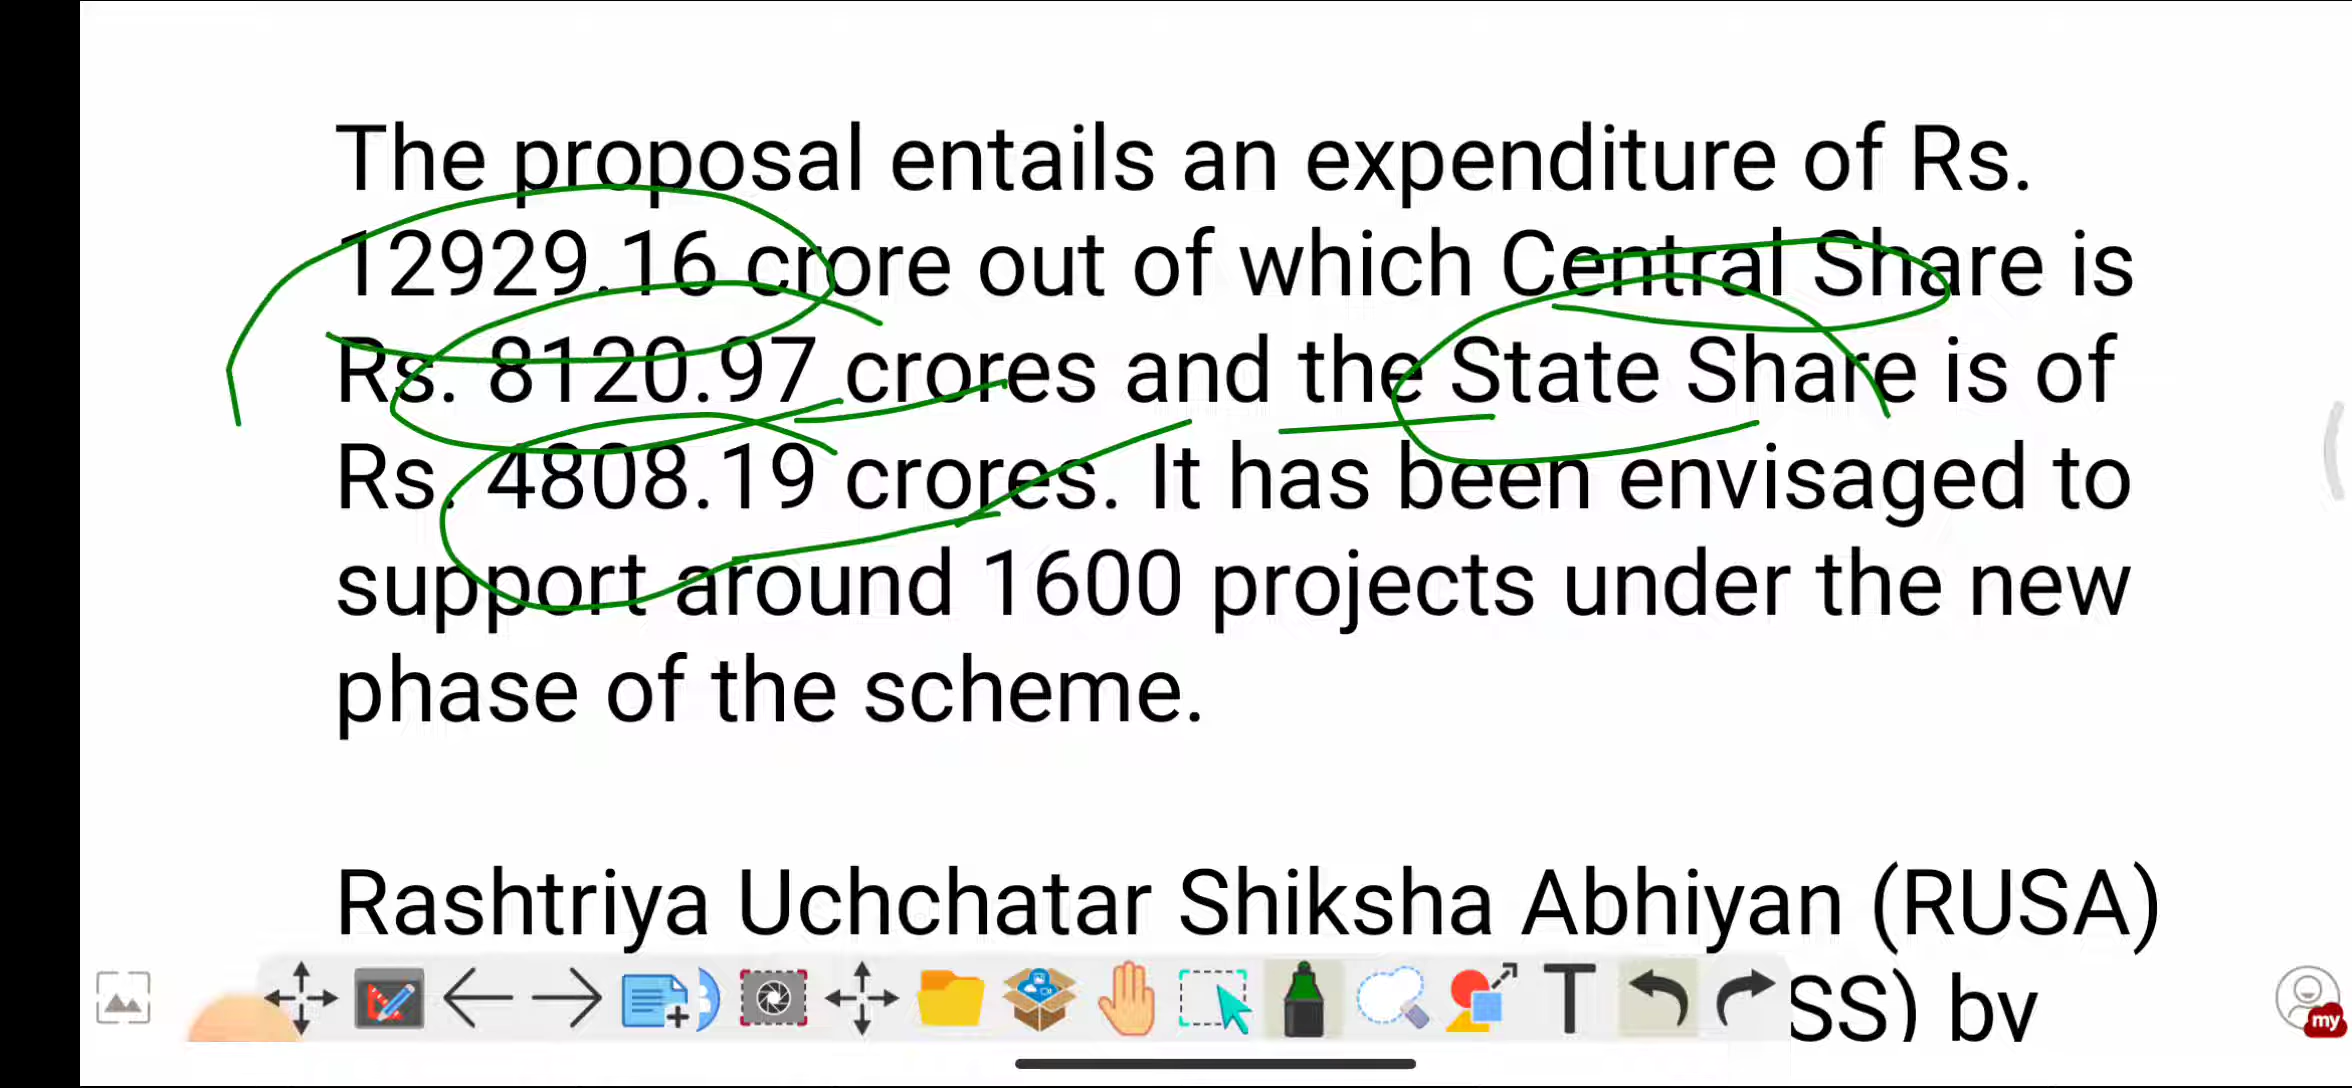 The proposal entails an expenditure of Rs.
12929.16 crore out of which Central Share is
Rs. 8120.97 crores and the State Share is of
Rs. 4808.19 crores. It has been envisaged to
support around 1600 projects under the new
phase of the scheme.
Rashtriya Uchchatar Shiksha Abhiyan (RUSA)
SS) by
T
my